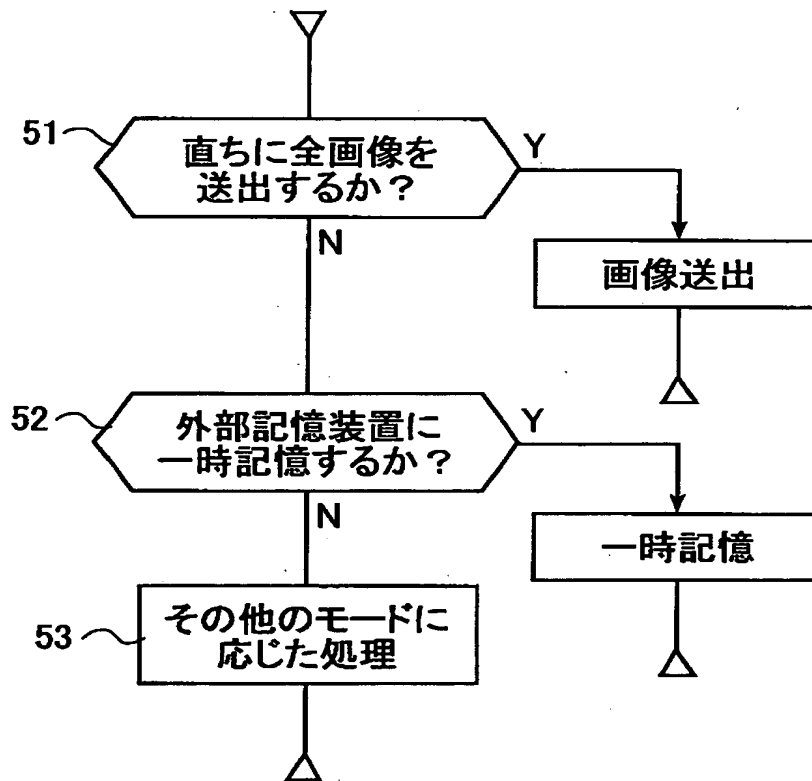 51
直ちに全画像を
送出するか？
Y
N
画像送出
52
外部記憶装置に
一時記憶するか？
Y
N
一時記憶
53
その他のモードに
応じた処理